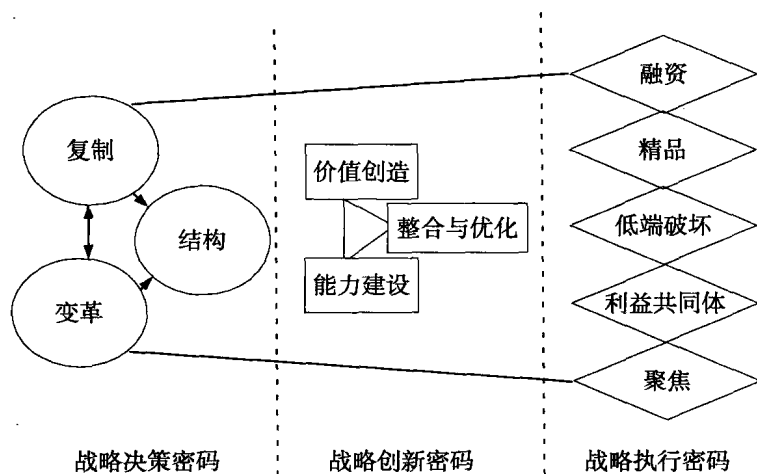 复制
变革
结构
价值创造
整合与优化
能力建设
融资
精品
低端破坏
利益共同体
聚焦
战略决策密码
战略创新密码
战略执行密码